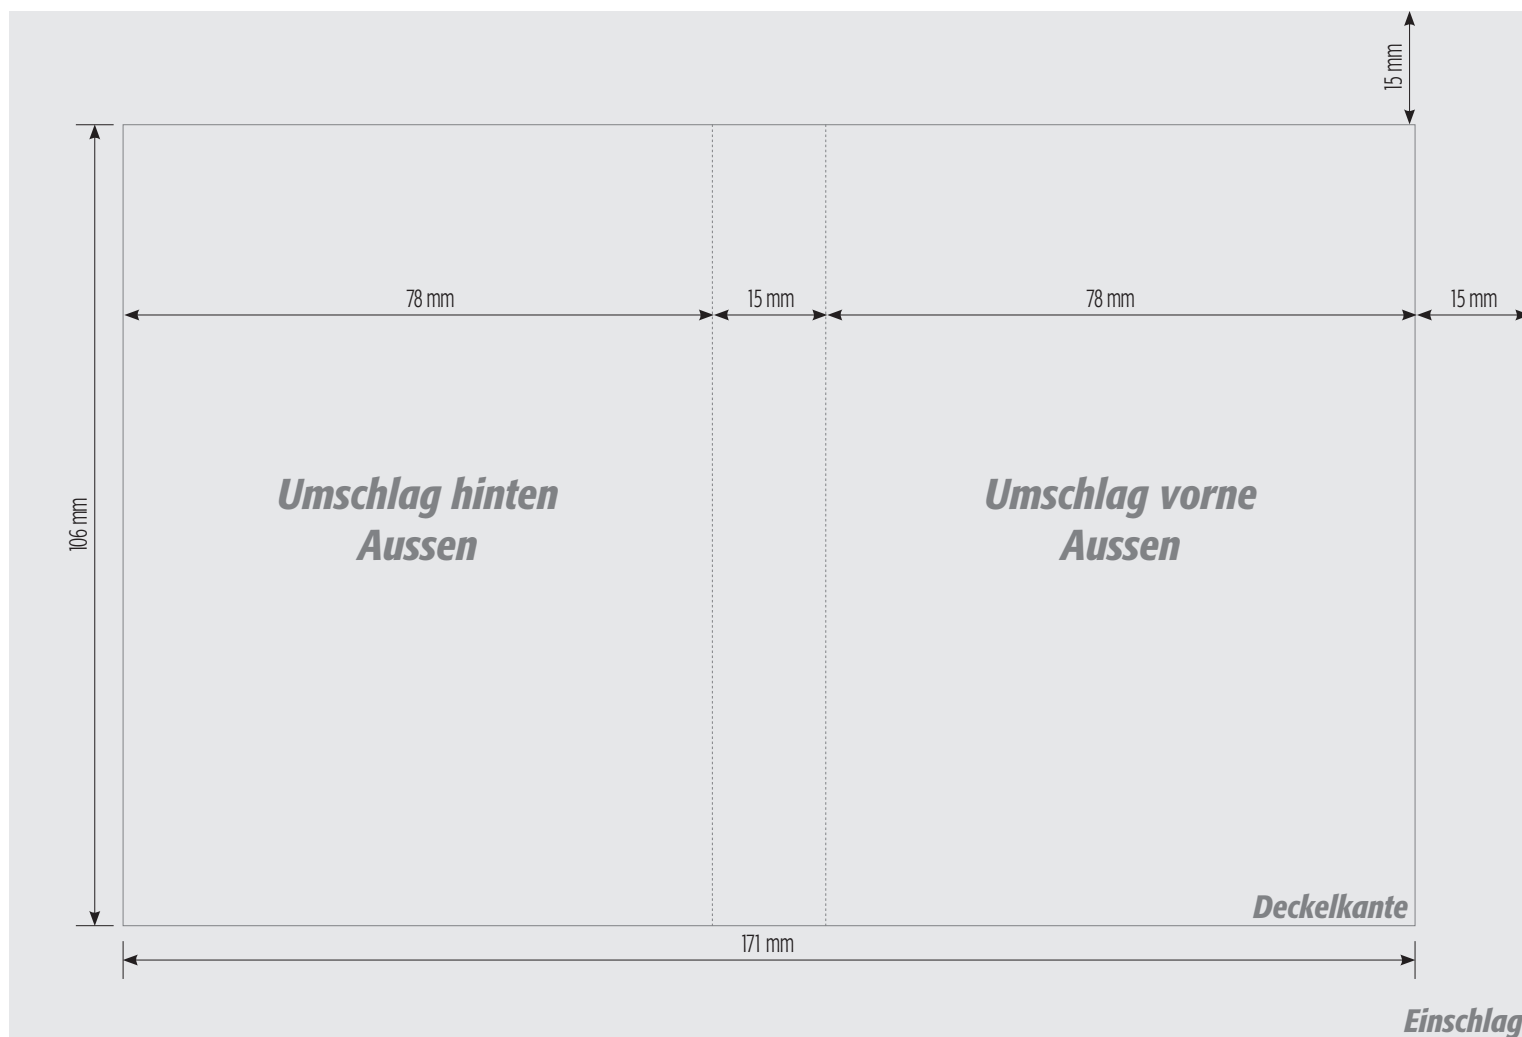 15 mm
78 mm
15 mm
78 mm
15 mm
Umschlag hinten
Aussen
Umschlag vorne
Aussen
106 mm
Deckelkante
171 mm
Einschlag